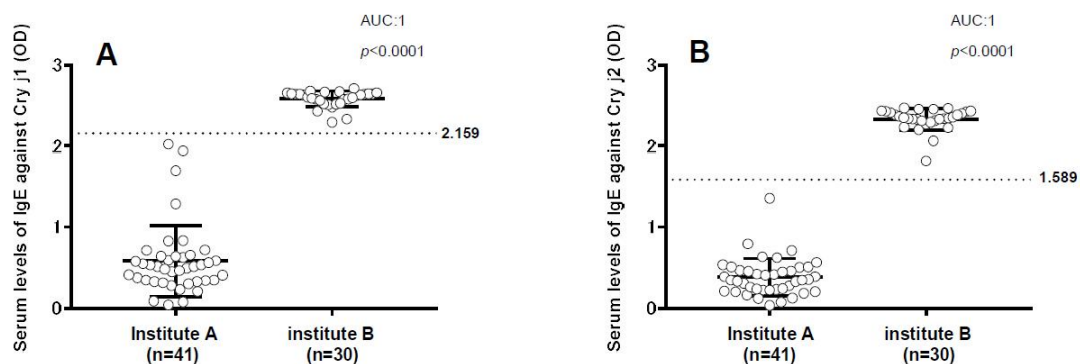 A
AUC:1
p<0.0001
Serum levels of IgE against Cry j1 (OD)
3
2
1
0
2.159
Institute A
(n=41)
institute B
(n=30)
B
AUC:1
p<0.0001
Serum levels of IgE against Cry j2 (OD)
3
2
1
0
1.589
Institute A
(n=41)
institute B
(n=30)